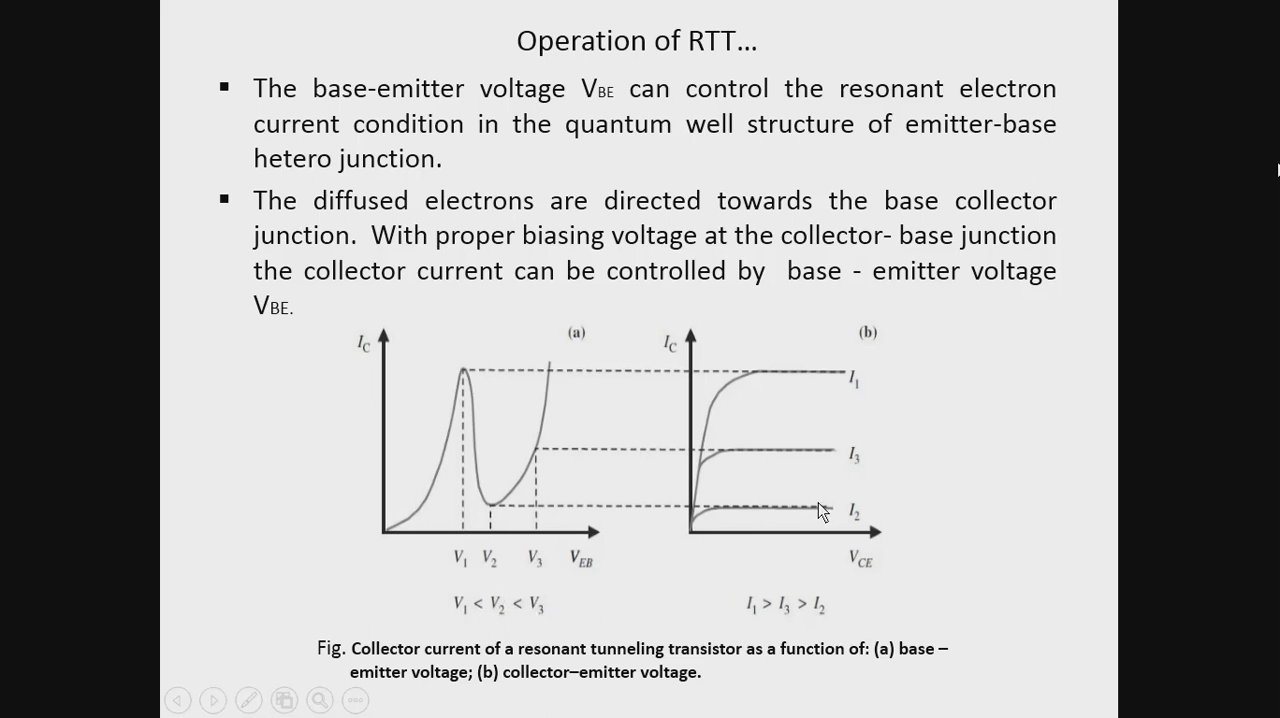 Operation of RTT...
▪ The base-emitter voltage VBE can control the resonant electron
current condition in the quantum well structure of emitter-base
hetero junction.
▪ The diffused electrons are directed towards the base collector
junction. With proper biasing voltage at the collector- base junction
the collector current can be controlled by base - emitter voltage
VBE.
IC (a) IC (b)
I1
I3
I2
V1 V2 V3 VEB VCE
V1 < V2 < V3 I1 > I3 > I2
Fig. Collector current of a resonant tunneling transistor as a function of: (a) base –
emitter voltage; (b) collector–emitter voltage.